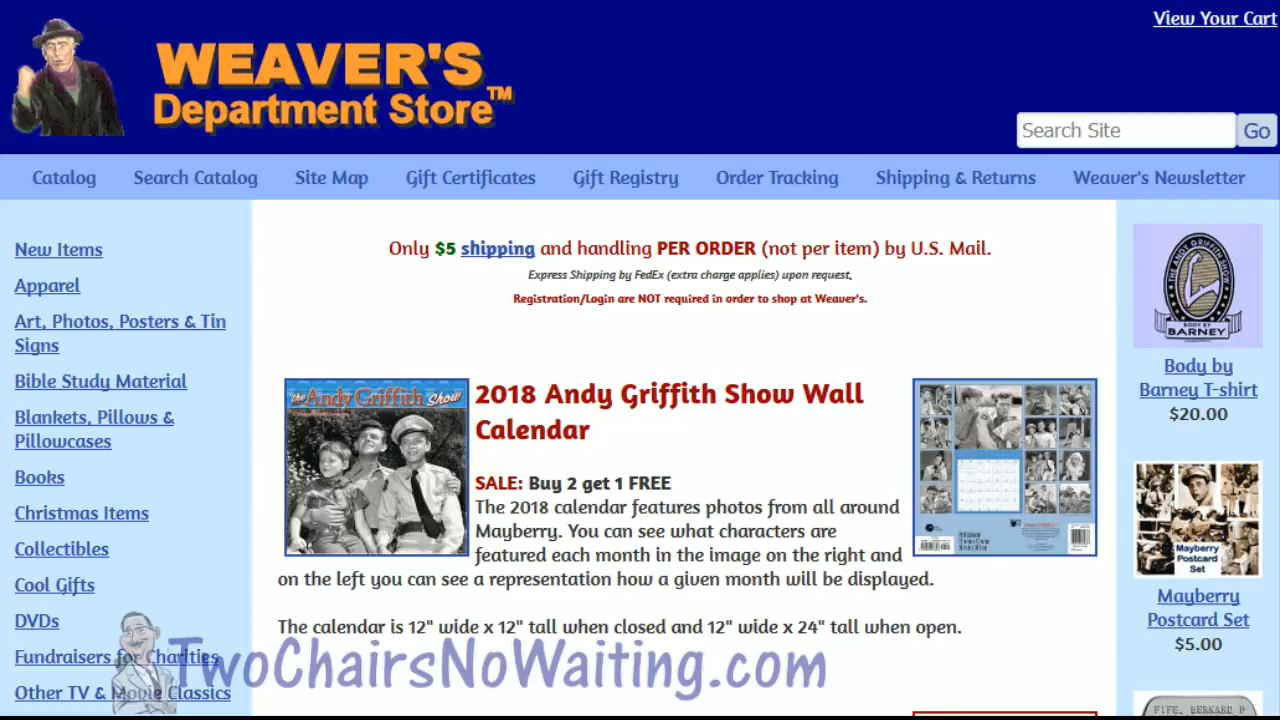 View Your Cart
WEAVER'S
Department Store™
Search Site
Go
Catalog
Search Catalog
Site Map
Gift Certificates
Gift Registry
Order Tracking
Shipping & Returns
Weaver's Newsletter
New Items
Apparel
Art, Photos, Posters & Tin
Signs
Bible Study Material
Blankets, Pillows &
Pillowcases
Books
Christmas Items
Collectibles
Cool Gifts
DVDs
Fundraisers for Charities
Other TV & Movie Classics
Only $5 shipping and handling PER ORDER (not per item) by U.S. Mail.
Express Shipping by FedEx (extra charge applies) upon request.
Registration/Login are NOT required in order to shop at Weaver's.
the Andy Griffith Show
2018 Andy Griffith Show Wall
Calendar
SALE: Buy 2 get 1 FREE
The 2018 calendar features photos from all around
Mayberry. You can see what characters are
featured each month in the image on the right and
on the left you can see a representation how a given month will be displayed.
The calendar is 12" wide x 12" tall when closed and 12" wide x 24" tall when open.
TwoChairsNoWaiting.com
THE ANDY GRIFFITH SHOW
BODY BY
BARNEY
Body by
Barney T-shirt
$20.00
Mayberry
Postcard
Set
Mayberry
Postcard Set
$5.00
FIFE, BERNARD P